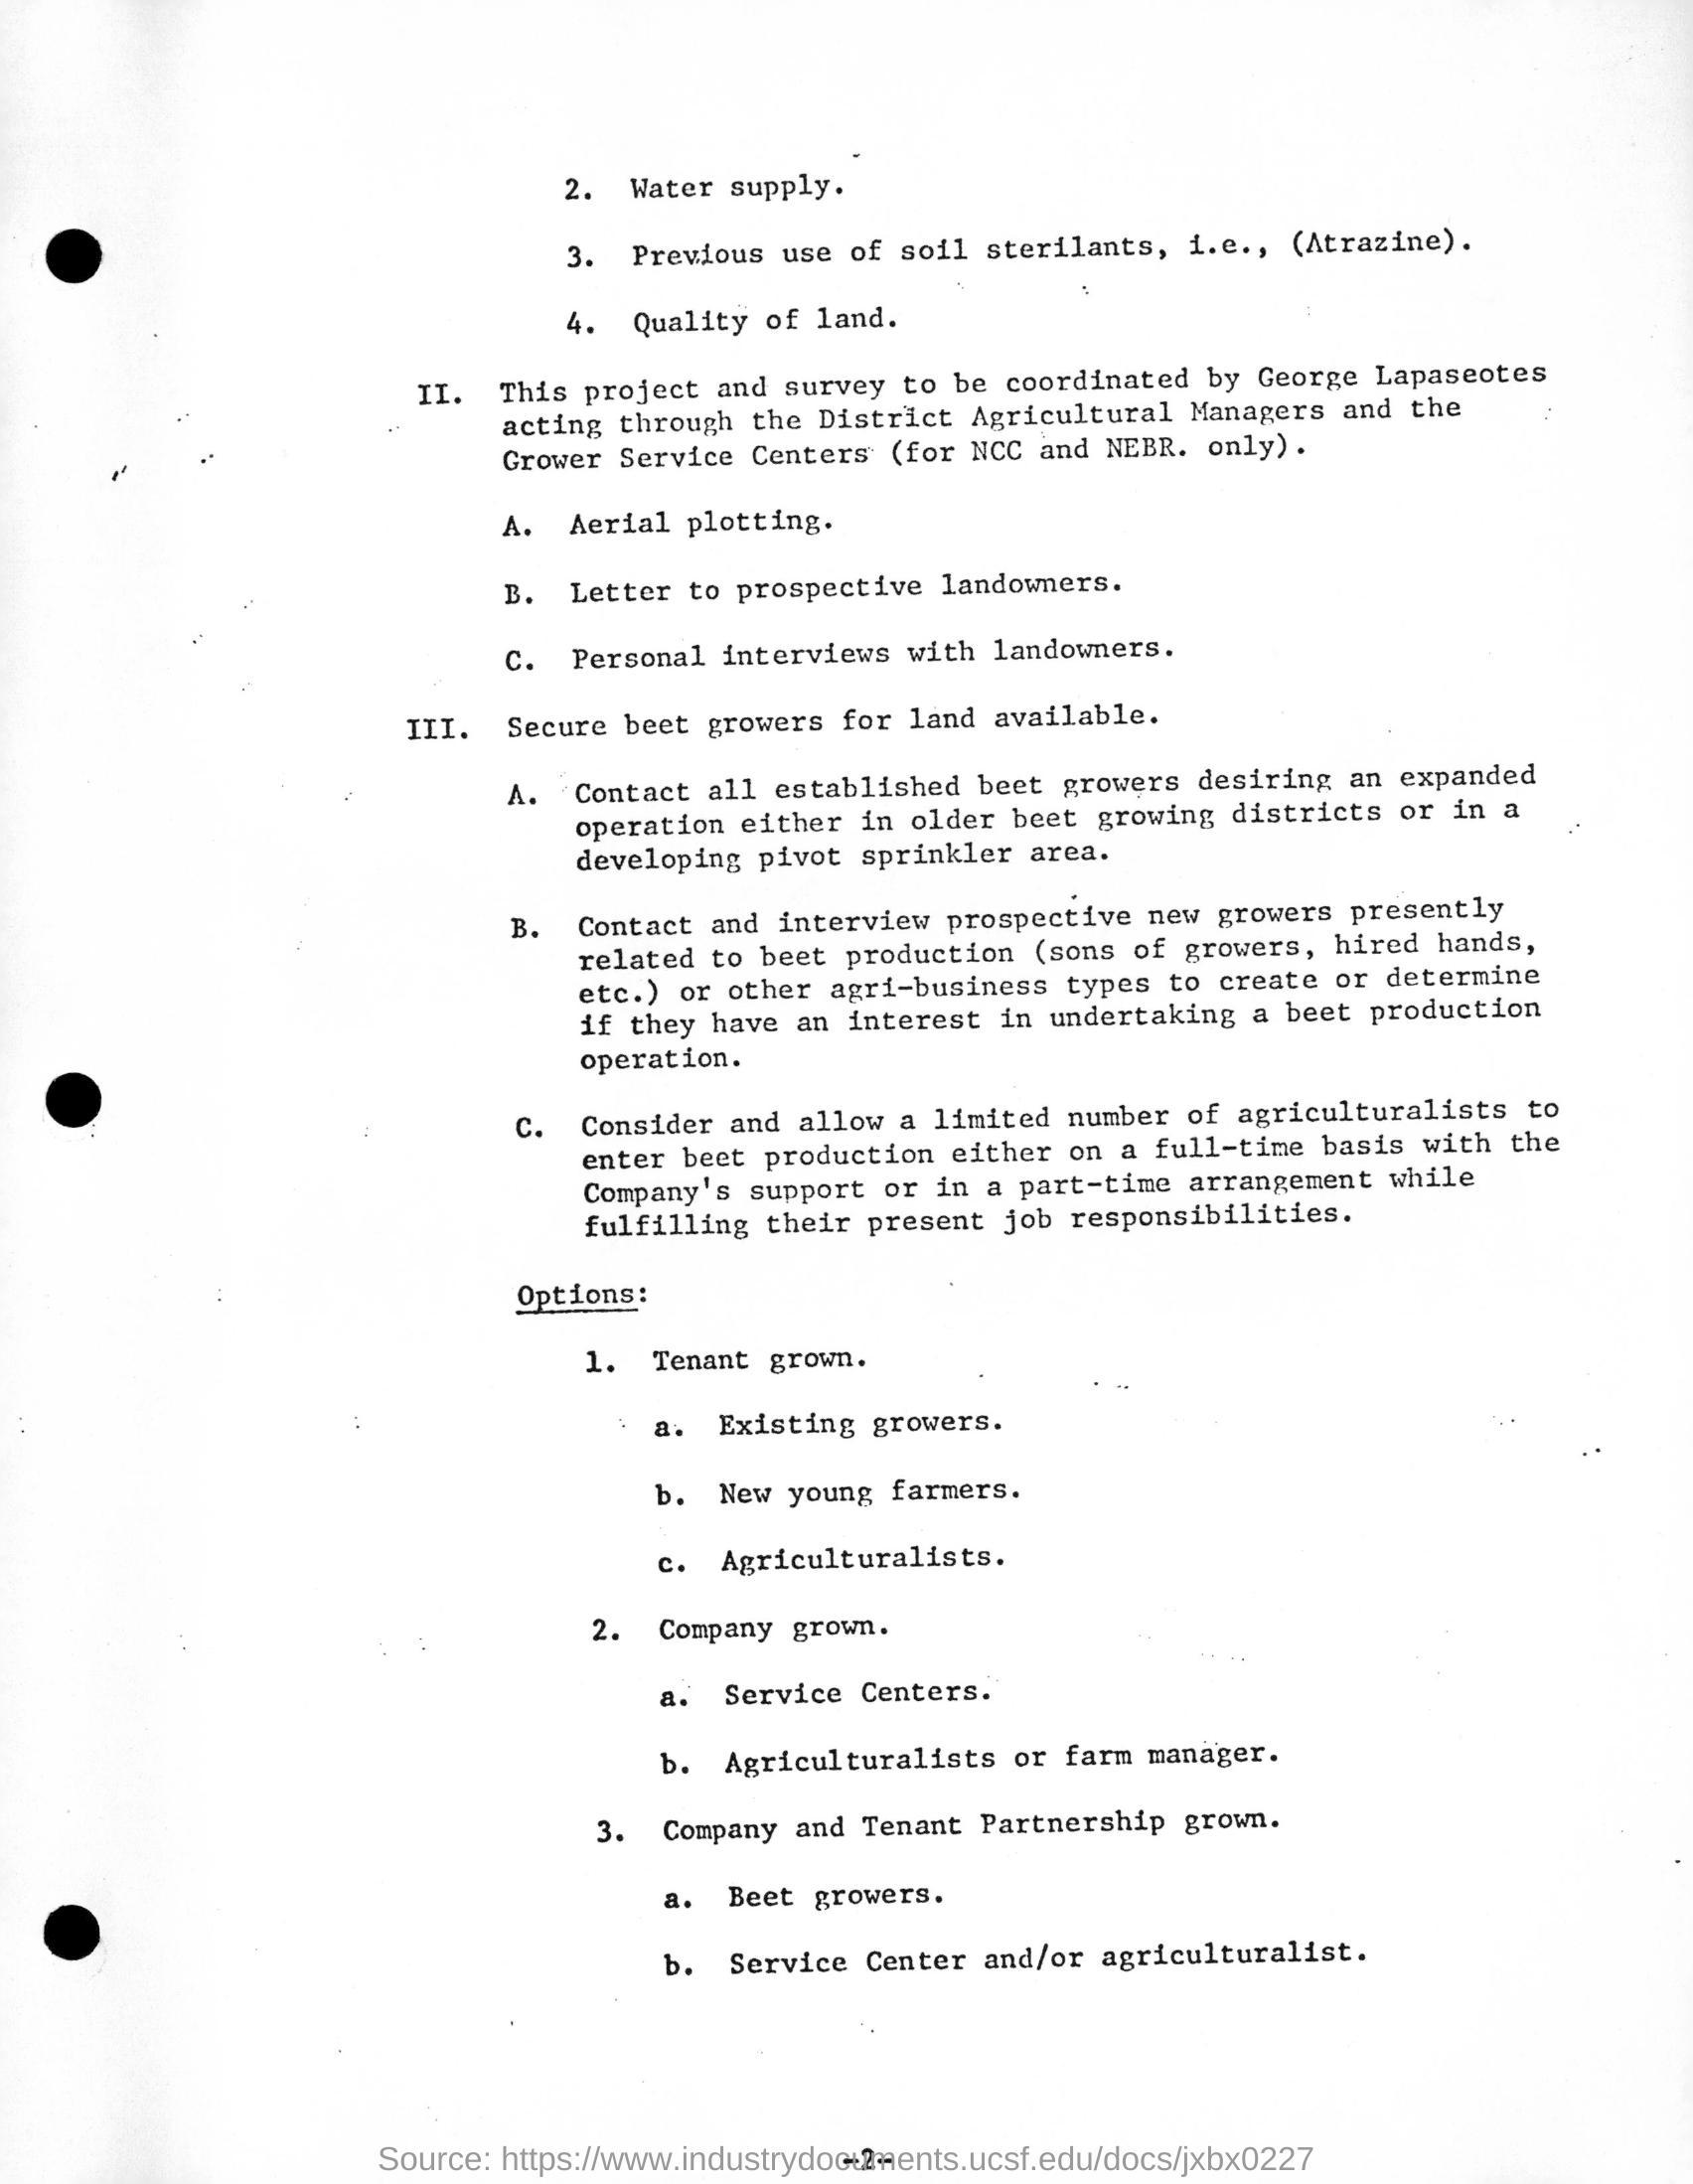 2. Water supply.
3. Previous use of soil sterilants, i.e., (Atrazine).
4. Quality of land.
II. This project and survey to be coordinated by George Lapaseotes
acting through the District Agricultural Managers and the
Grower Service Centers (for NCC and NEBR. only).
A. Aerial plotting.
B. Letter to prospective landowners.
C. Personal interviews with landowners.
III. Secure beet growers for land available.
A. Contact all established beet growers desiring an expanded
operation either in older beet growing districts or in a
developing pivot sprinkler area.
B. Contact and interview prospective new growers presently
related to beet production (sons of growers, hired hands,
etc.) or other agri-business types to create or determine
if they have an interest in undertaking a beet production
operation.
C. Consider and allow a limited number of agriculturalists to
enter beet production either on a full-time basis with the
Company's support or in a part-time arrangement while
fulfilling their present job responsibilities.
Options:
1. Tenant grown.
a. Existing growers.
b. New young farmers.
c. Agriculturalists.
2. Company grown.
a. Service Centers.
b. Agriculturalists or farm manager.
3. Company and Tenant Partnership grown.
a. Beet growers.
b. Service Center and/or agriculturalist.
-2-
Source: https://www.industrydocuments.ucsf.edu/docs/jxbx0227